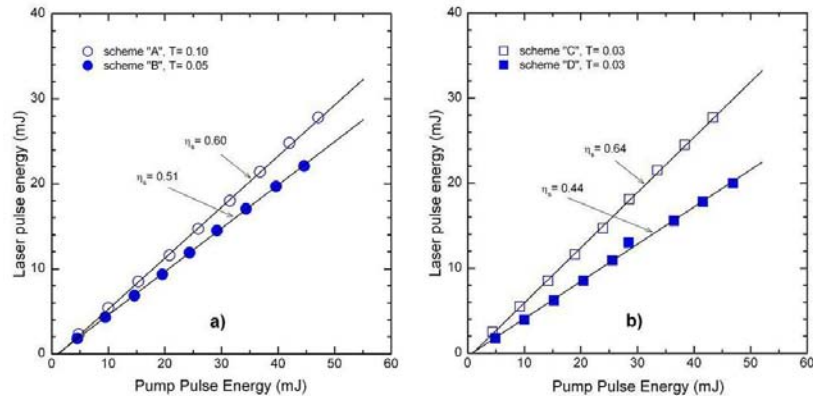 40
30
20
10
0
0 10 20 30 40 50 60
Laser pulse energy (mJ)
Pump Pulse Energy (mJ)
scheme "A", T= 0.10
scheme "B", T= 0.05
ηs= 0.60
ηs= 0.51
a)
40
30
20
10
0
0 10 20 30 40 50 60
Laser pulse energy (mJ)
Pump Pulse Energy (mJ)
scheme "C", T= 0.03
scheme "D", T= 0.03
ηs= 0.64
ηs= 0.44
b)